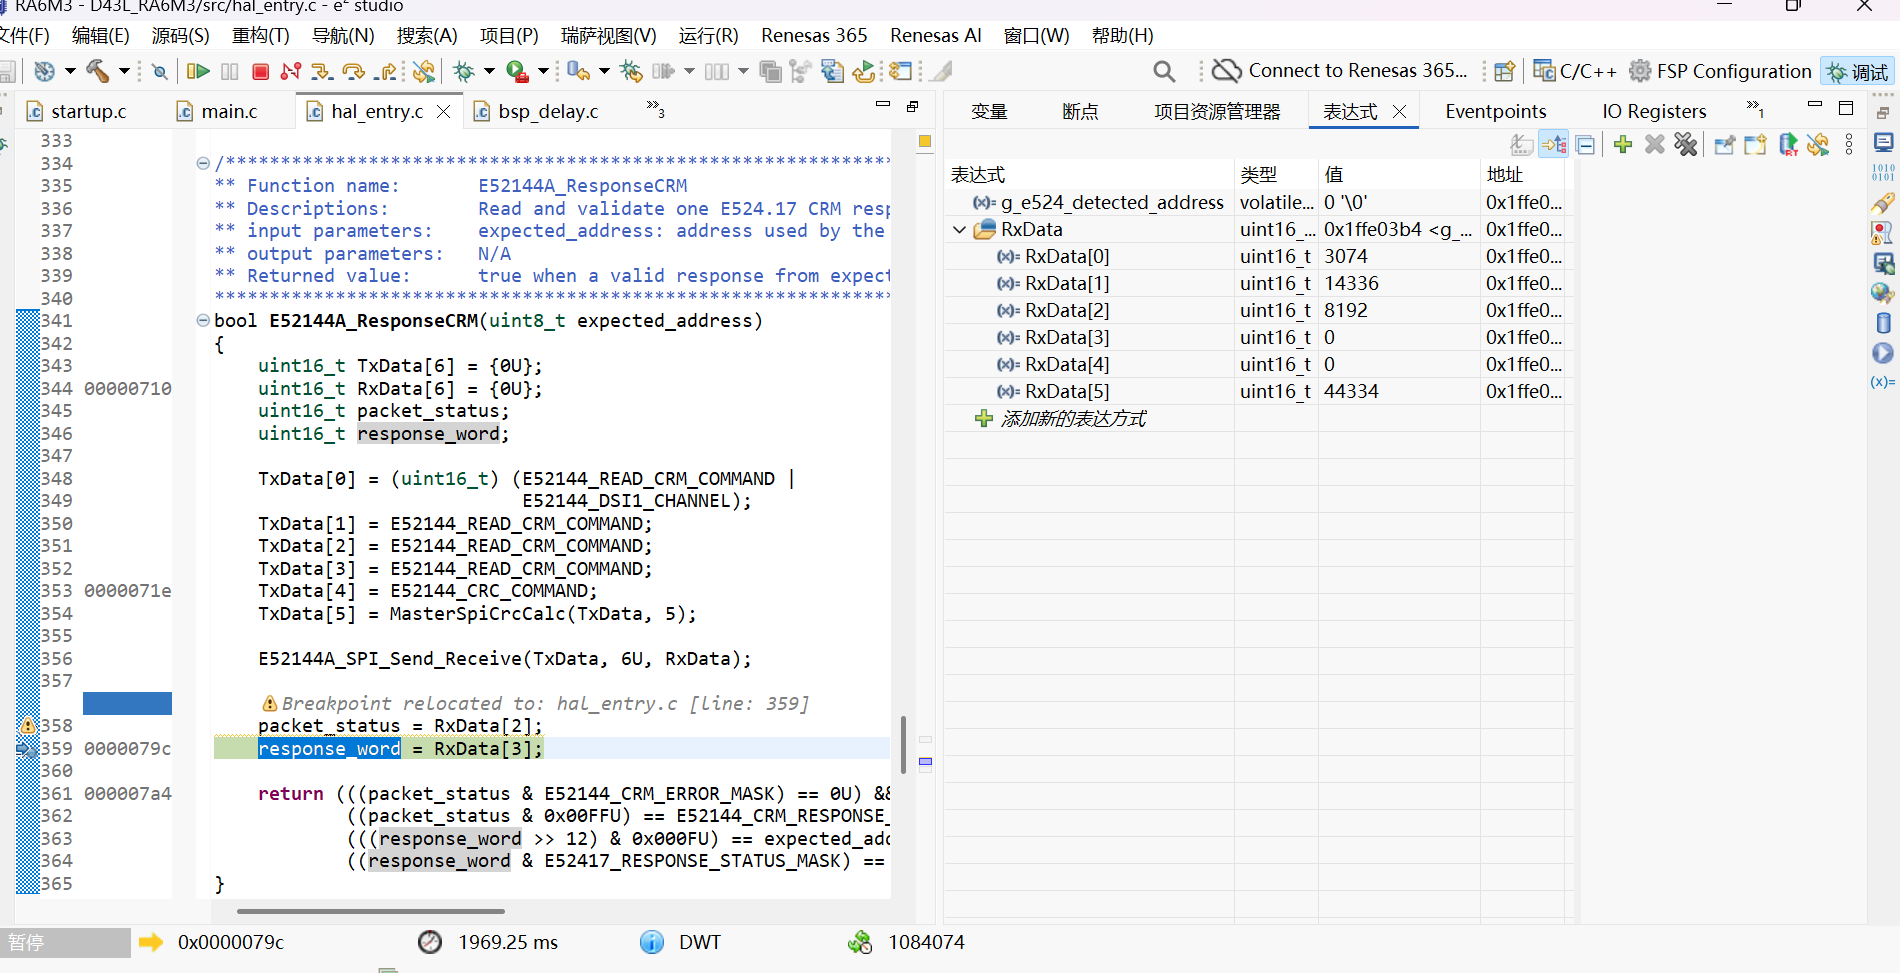 RA6M3 - D43L_RA6M3/src/hal_entry.c - e² studio
文件(F) 编辑(E) 源码(S) 重构(T) 导航(N) 搜索(A) 项目(P) 瑞萨视图(V) 运行(R) Renesas 365 Renesas AI 窗口(W) 帮助(H)
Connect to Renesas 365... C/C++ FSP Configuration 调试
startup.c main.c hal_entry.c bsp_delay.c »3
333
334 /*************************************************************
335 ** Function name: E52144A_ResponseCRM
336 ** Descriptions: Read and validate one E524.17 CRM resp
337 ** input parameters: expected_address: address used by the
338 ** output parameters: N/A
339 ** Returned value: true when a valid response from expect
340 **************************************************************
341 bool E52144A_ResponseCRM(uint8_t expected_address)
342 {
343 uint16_t TxData[6] = {0U};
344 00000710 uint16_t RxData[6] = {0U};
345 uint16_t packet_status;
346 uint16_t response_word;
347
348 TxData[0] = (uint16_t) (E52144_READ_CRM_COMMAND |
349 E52144_DSI1_CHANNEL);
350 TxData[1] = E52144_READ_CRM_COMMAND;
351 TxData[2] = E52144_READ_CRM_COMMAND;
352 TxData[3] = E52144_READ_CRM_COMMAND;
353 0000071e TxData[4] = E52144_CRC_COMMAND;
354 TxData[5] = MasterSpiCrcCalc(TxData, 5);
355
356 E52144A_SPI_Send_Receive(TxData, 6U, RxData);
357
Breakpoint relocated to: hal_entry.c [line: 359]
358 packet_status = RxData[2];
359 0000079c response_word = RxData[3];
360
361 000007a4 return (((packet_status & E52144_CRM_ERROR_MASK) == 0U) &&
362 ((packet_status & 0x00FFU) == E52144_CRM_RESPONSE_
363 (((response_word >> 12) & 0x000FU) == expected_add
364 ((response_word & E52417_RESPONSE_STATUS_MASK) ==
365 }
变量 断点 项目资源管理器 表达式 Eventpoints IO Registers »1
表达式 类型 值 地址
g_e524_detected_address volatile... 0 '\0' 0x1ffe0...
RxData uint16_... 0x1ffe03b4 <g_... 0x1ffe0...
RxData[0] uint16_t 3074 0x1ffe0...
RxData[1] uint16_t 14336 0x1ffe0...
RxData[2] uint16_t 8192 0x1ffe0...
RxData[3] uint16_t 0 0x1ffe0...
RxData[4] uint16_t 0 0x1ffe0...
RxData[5] uint16_t 44334 0x1ffe0...
添加新的表达方式
暂停 0x0000079c 1969.25 ms DWT 1084074